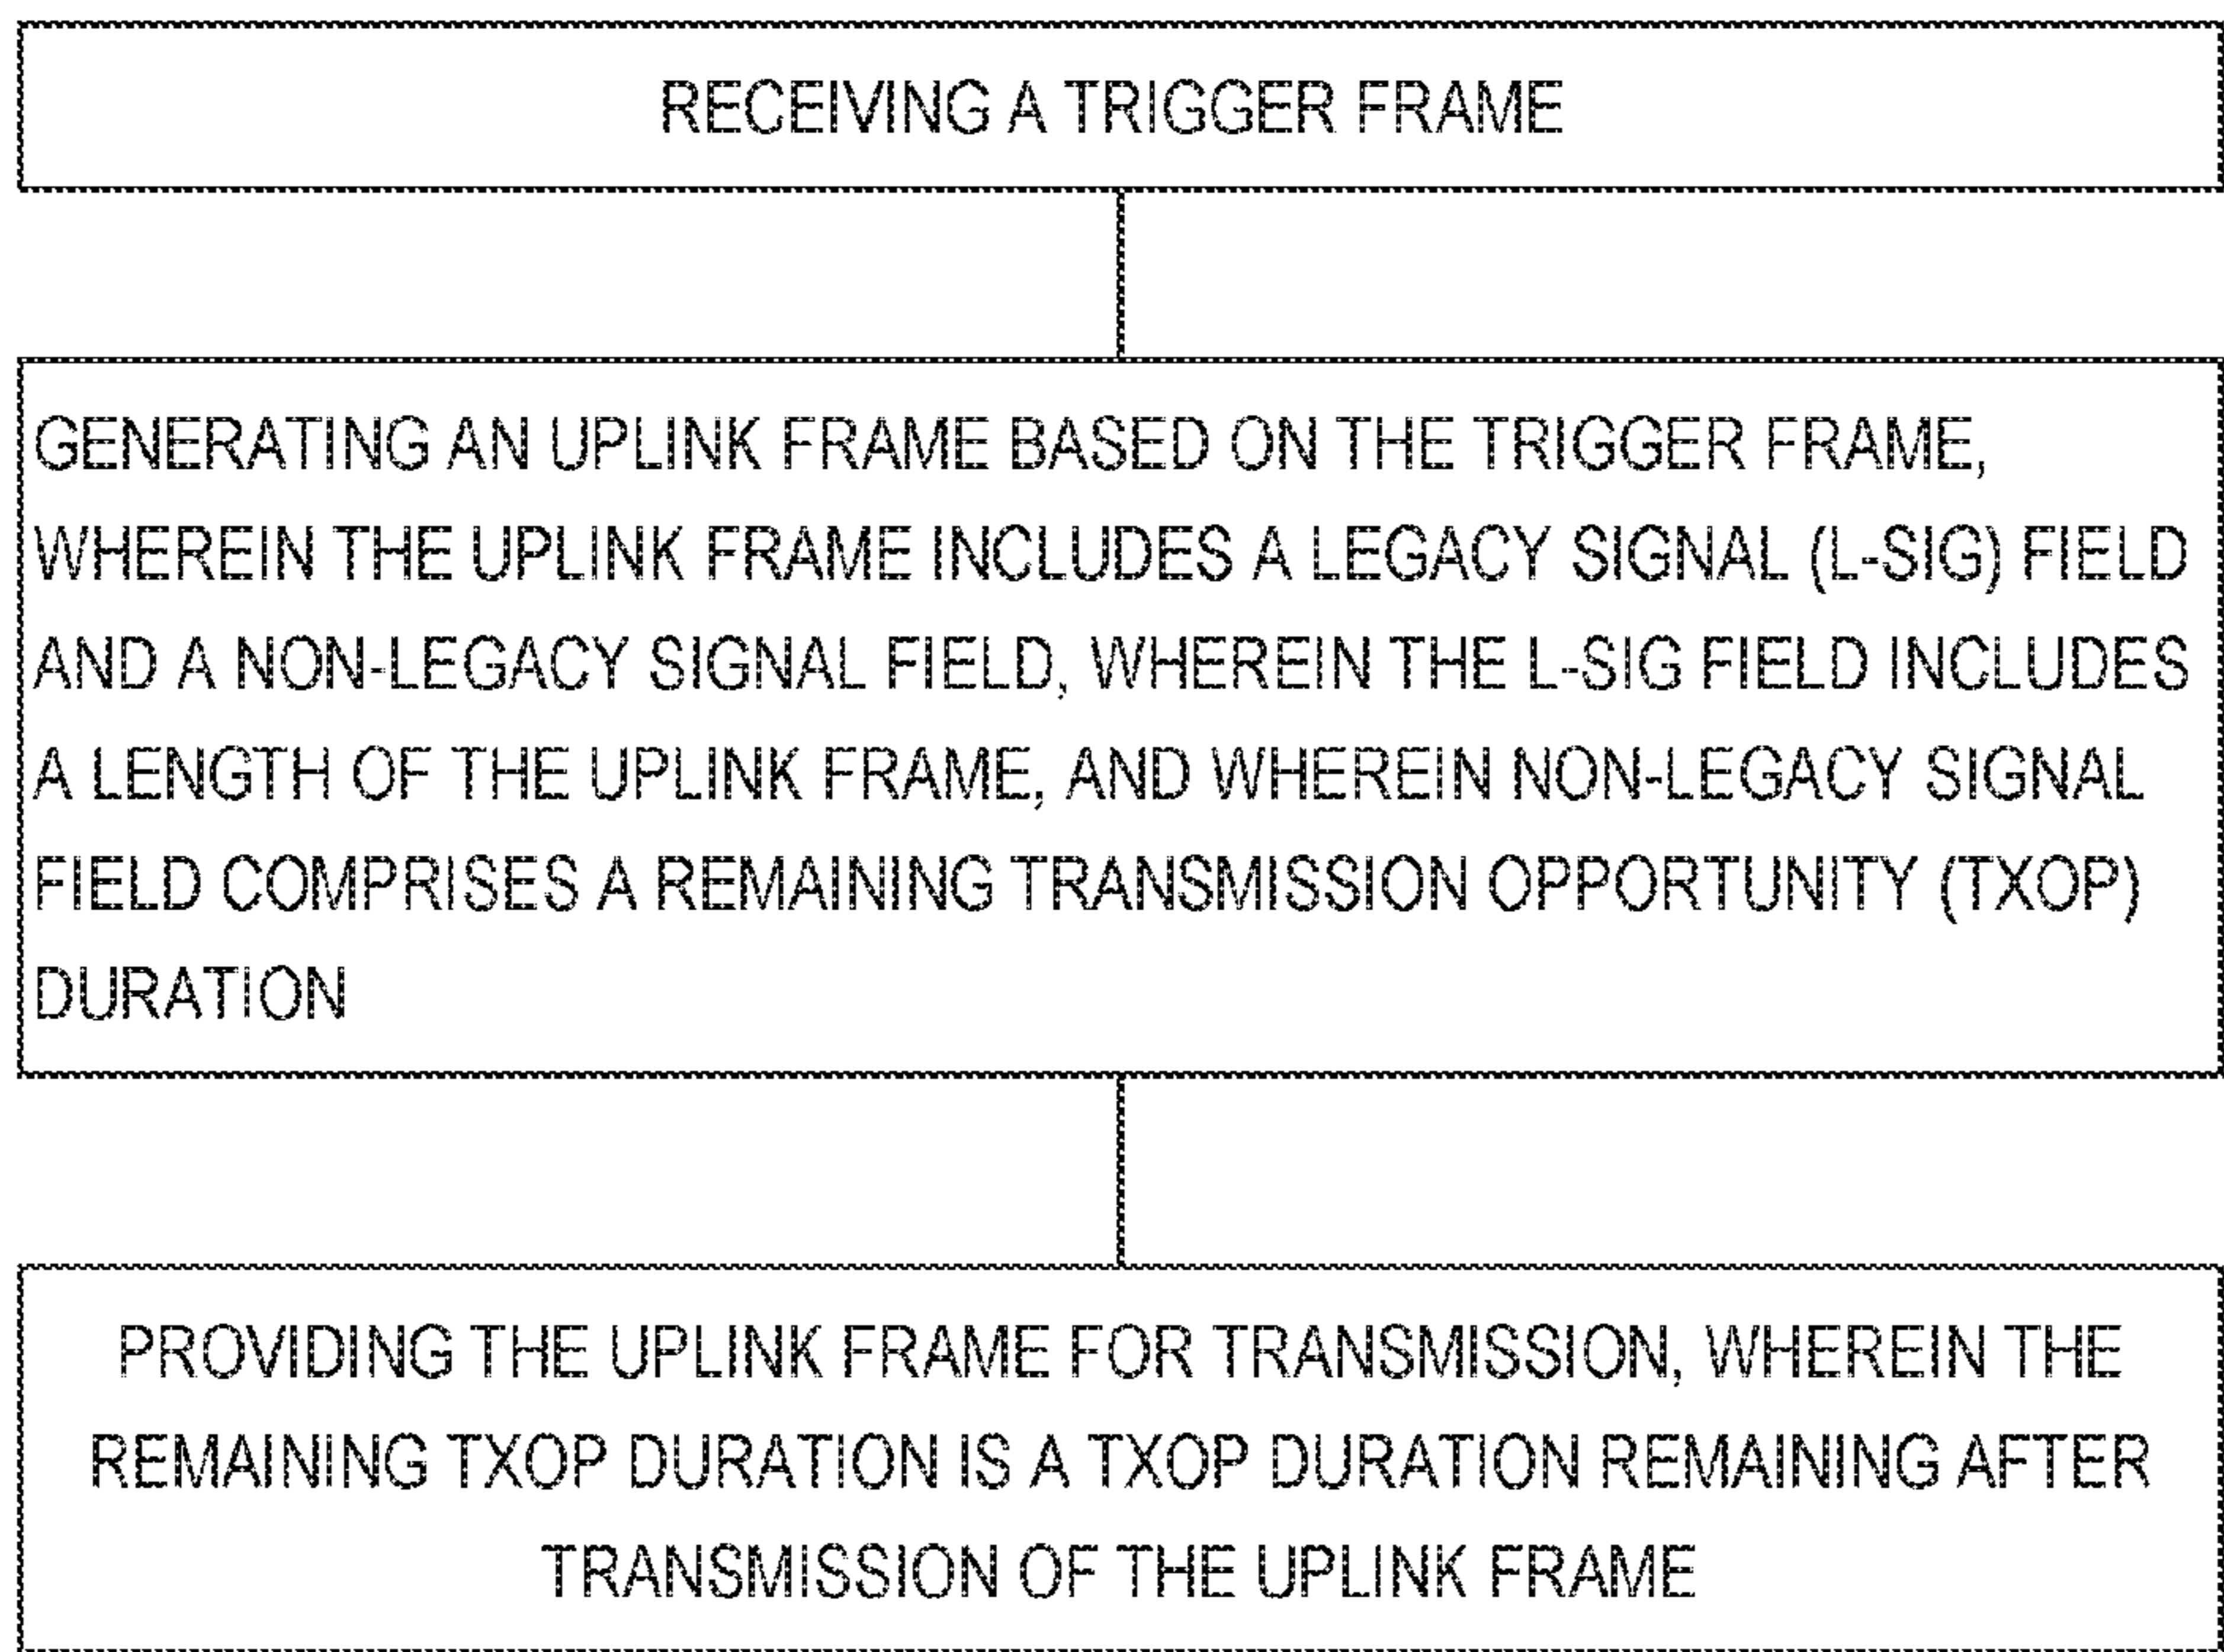 RECEIVING A TRIGGER FRAME
GENERATING AN UPLINK FRAME BASED ON THE TRIGGER FRAME,
WHEREIN THE UPLINK FRAME INCLUDES A LEGACY SIGNAL (L-SIG) FIELD
AND A NON-LEGACY SIGNAL FIELD, WHEREIN THE L-SIG FIELD INCLUDES
A LENGTH OF THE UPLINK FRAME, AND WHEREIN NON-LEGACY SIGNAL
FIELD COMPRISES A REMAINING TRANSMISSION OPPORTUNITY (TXOP)
DURATION
PROVIDING THE UPLINK FRAME FOR TRANSMISSION, WHEREIN THE
REMAINING TXOP DURATION IS A TXOP DURATION REMAINING AFTER
TRANSMISSION OF THE UPLINK FRAME